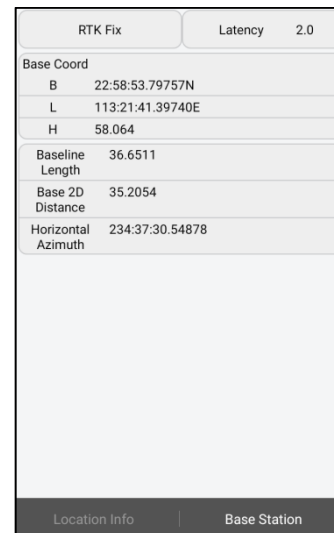 RTK Fix Latency 2.0
Base Coord
B 22:58:53.79757N
L 113:21:41.39740E
H 58.064
Baseline Length 36.6511
Base 2D Distance 35.2054
Horizontal Azimuth 234:37:30.54878
Location Info Base Station